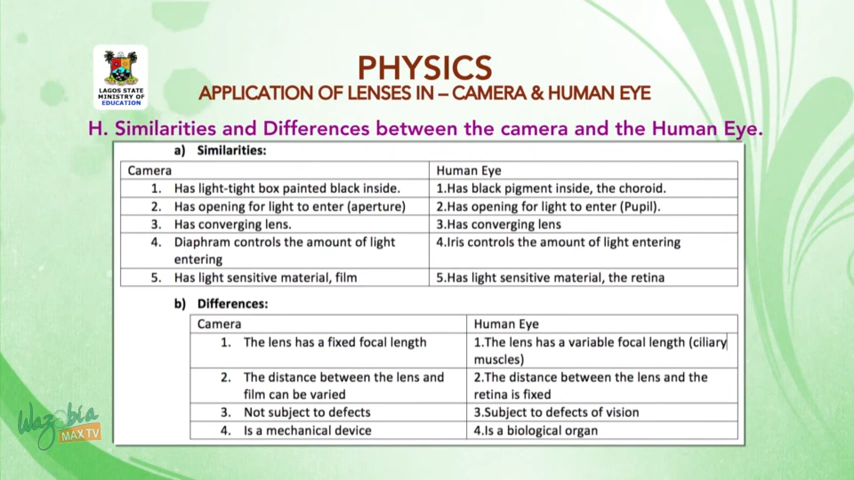 PHYSICS
LAGOS STATE
MINISTRY OF
EDUCATION
APPLICATION OF LENSES IN – CAMERA & HUMAN EYE
H. Similarities and Differences between the camera and the Human Eye.
a) Similarities:
Camera
Human Eye
1. Has light-tight box painted black inside.
1.Has black pigment inside, the choroid.
2. Has opening for light to enter (aperture)
2.Has opening for light to enter (Pupil).
3. Has converging lens.
3.Has converging lens
4. Diaphram controls the amount of light
entering
4.Iris controls the amount of light entering
5. Has light sensitive material, film
5.Has light sensitive material, the retina
b) Differences:
Camera
Human Eye
1. The lens has a fixed focal length
1.The lens has a variable focal length (ciliary
muscles)
2. The distance between the lens and
film can be varied
2.The distance between the lens and the
retina is fixed
3. Not subject to defects
3.Subject to defects of vision
4. Is a mechanical device
4.Is a biological organ
Wazobia
MAX TV